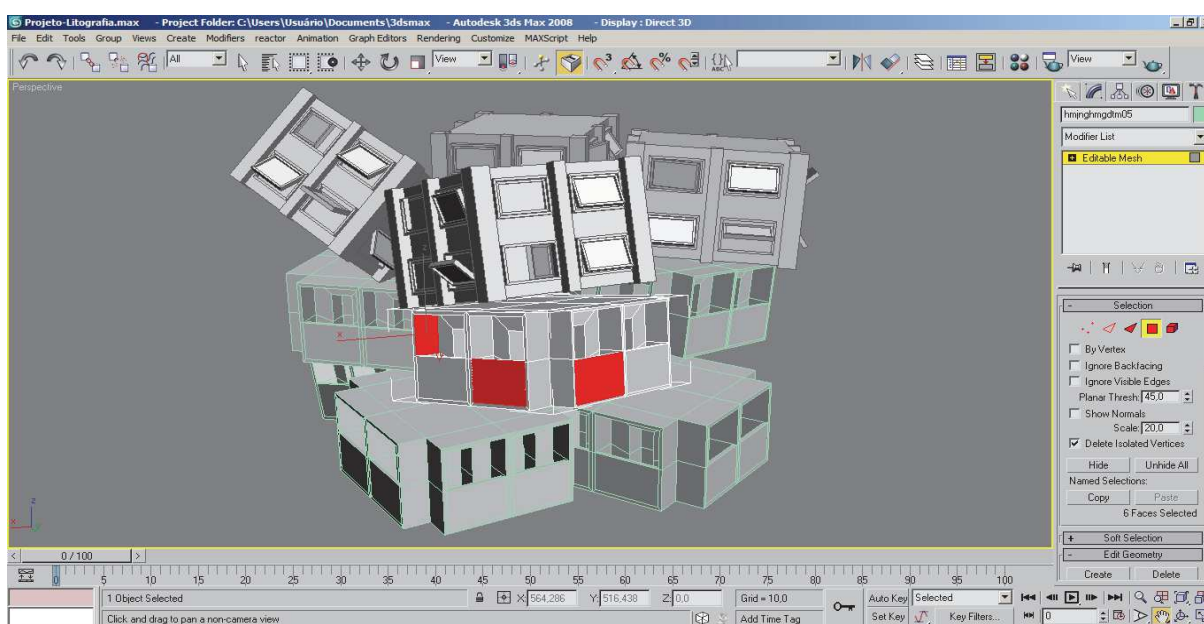 Projeto-Litografia.max - Project Folder: C:\Users\Usuário\Documents\3dsmax - Autodesk 3ds Max 2008 - Display : Direct 3D
File Edit Tools Group Views Create Modifiers reactor Animation Graph Editors Rendering Customize MAXScript Help
All View ABC View
Perspective
hmjnghmgdtm05
Modifier List
Editable Mesh
- Selection
By Vertex
Ignore Backfacing
Ignore Visible Edges
Planar Thresh: 45,0
Show Normals
Scale: 20,0
Delete Isolated Vertices
Hide Unhide All
Named Selections:
Copy Paste
6 Faces Selected
+ Soft Selection
- Edit Geometry
Create Delete
x
z
x
< 0 / 100 >
0 5 10 15 20 25 30 35 40 45 50 55 60 65 70 75 80 85 90 95 100
1 Object Selected X: 564,286 Y: 516,438 Z: 0,0 Grid = 10,0 Auto Key Selected
Click and drag to pan a non-camera view Add Time Tag Set Key Key Filters... 0